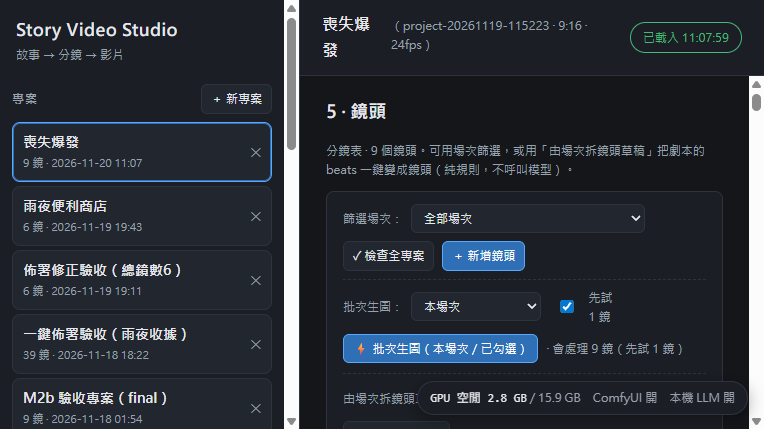 Story Video Studio
故事 → 分鏡 → 影片
專案
+ 新專案
喪失爆發
9 鏡 · 2026-11-20 11:07
雨夜便利商店
6 鏡 · 2026-11-19 19:43
佈署修正驗收（總鏡數6）
6 鏡 · 2026-11-19 19:11
一鍵佈署驗收（雨夜收據）
39 鏡 · 2026-11-18 18:22
M2b 驗收專案（final）
9 鏡 · 2026-11-18 01:54
喪失爆
發
（project-20261119-115223 · 9:16 ·
24fps）
已載入 11:07:59
5 · 鏡頭
分鏡表 · 9 個鏡頭。可用場次篩選，或用「由場次拆鏡頭草稿」把劇本的
beats 一鍵變成鏡頭（純規則，不呼叫模型）。
篩選場次：
全部場次
✓ 檢查全專案
+ 新增鏡頭
批次生圖：
本場次
先試
1 鏡
⚡ 批次生圖（本場次 / 已勾選）
· 會處理 9 鏡（先試 1 鏡）
由場次拆鏡頭
GPU 空閒 2.8 GB / 15.9 GB ComfyUI 開 本機 LLM 開